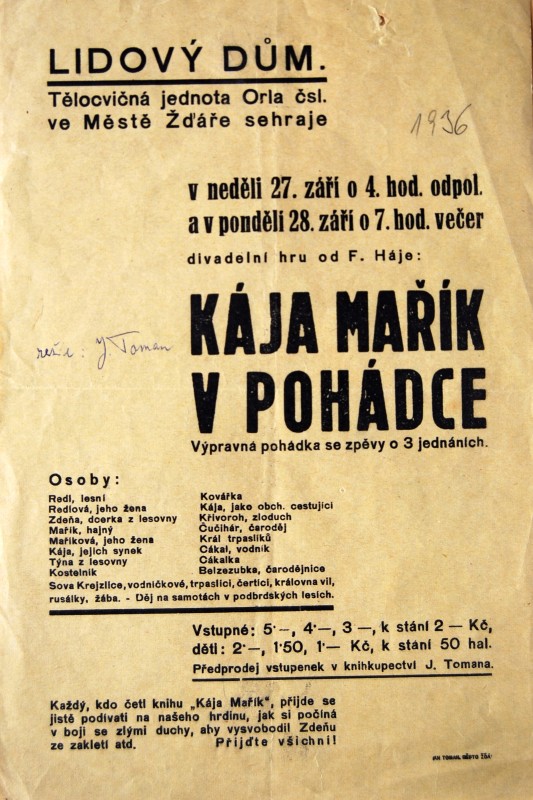 LIDOVÝ DŮM.
Tělocvičná jednota Orla čsl.
ve Městě Žďáře sehraje
1936
v neděli 27. září o 4. hod. odpol.
a v pondělí 28. září o 7. hod. večer
divadelní hru od F. Háje:
KÁJA MAŘÍK
režie: J. Toman
V POHÁDCE
Výpravná pohádka se zpěvy o 3 jednáních.
Osoby:
Redl, lesní
Redlová, jeho žena
Zdeňa, dcerka z lesovny
Mařík, hajný
Maříková, jeho žena
Kája, jejich synek
Týna z lesovny
Kostelník
Kovářka
Kája, jako obch. cestující
Křivoroh, zloduch
Čučihár, čaroděj
Král trpaslíků
Cákal, vodník
Cákalka
Belzezubka, čarodějnice
Sova Krejzlice, vodníčkové, trpaslíci, čertíci, královna vil,
rusálky, žába. - Děj na samotách v podbrdských lesích.
Vstupné: 5·–, 4·–, 3 –, k stání 2 – Kč,
děti: 2·–, 1·50, 1·– Kč, k stání 50 hal.
Předprodej vstupenek v knihkupectví J. Tomana.
Každý, kdo četl knihu „Kája Mařík", přijde se
jistě podívati na našeho hrdinu, jak si počíná
v boji se zlými duchy, aby vysvobodil Zdeňu
ze zakletí atd. Přijďte všichni!
JAN TOMAN, MĚSTO ŽĎÁR